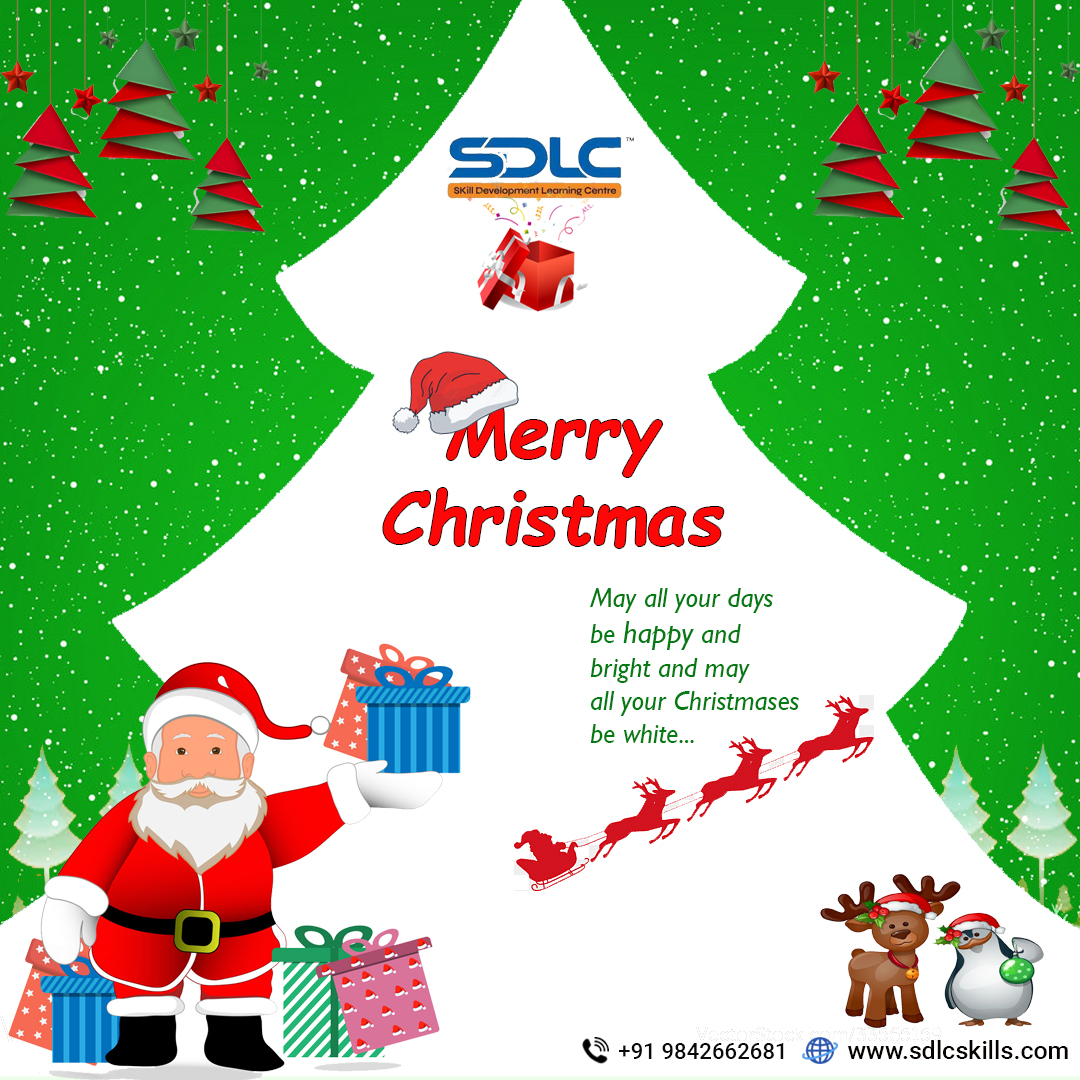 SDLC™
SKill Development Learning Centre
Merry
Christmas
May all your days
be happy and
bright and may
all your Christmases
be white...
+91 9842662681 www.sdlcskills.com